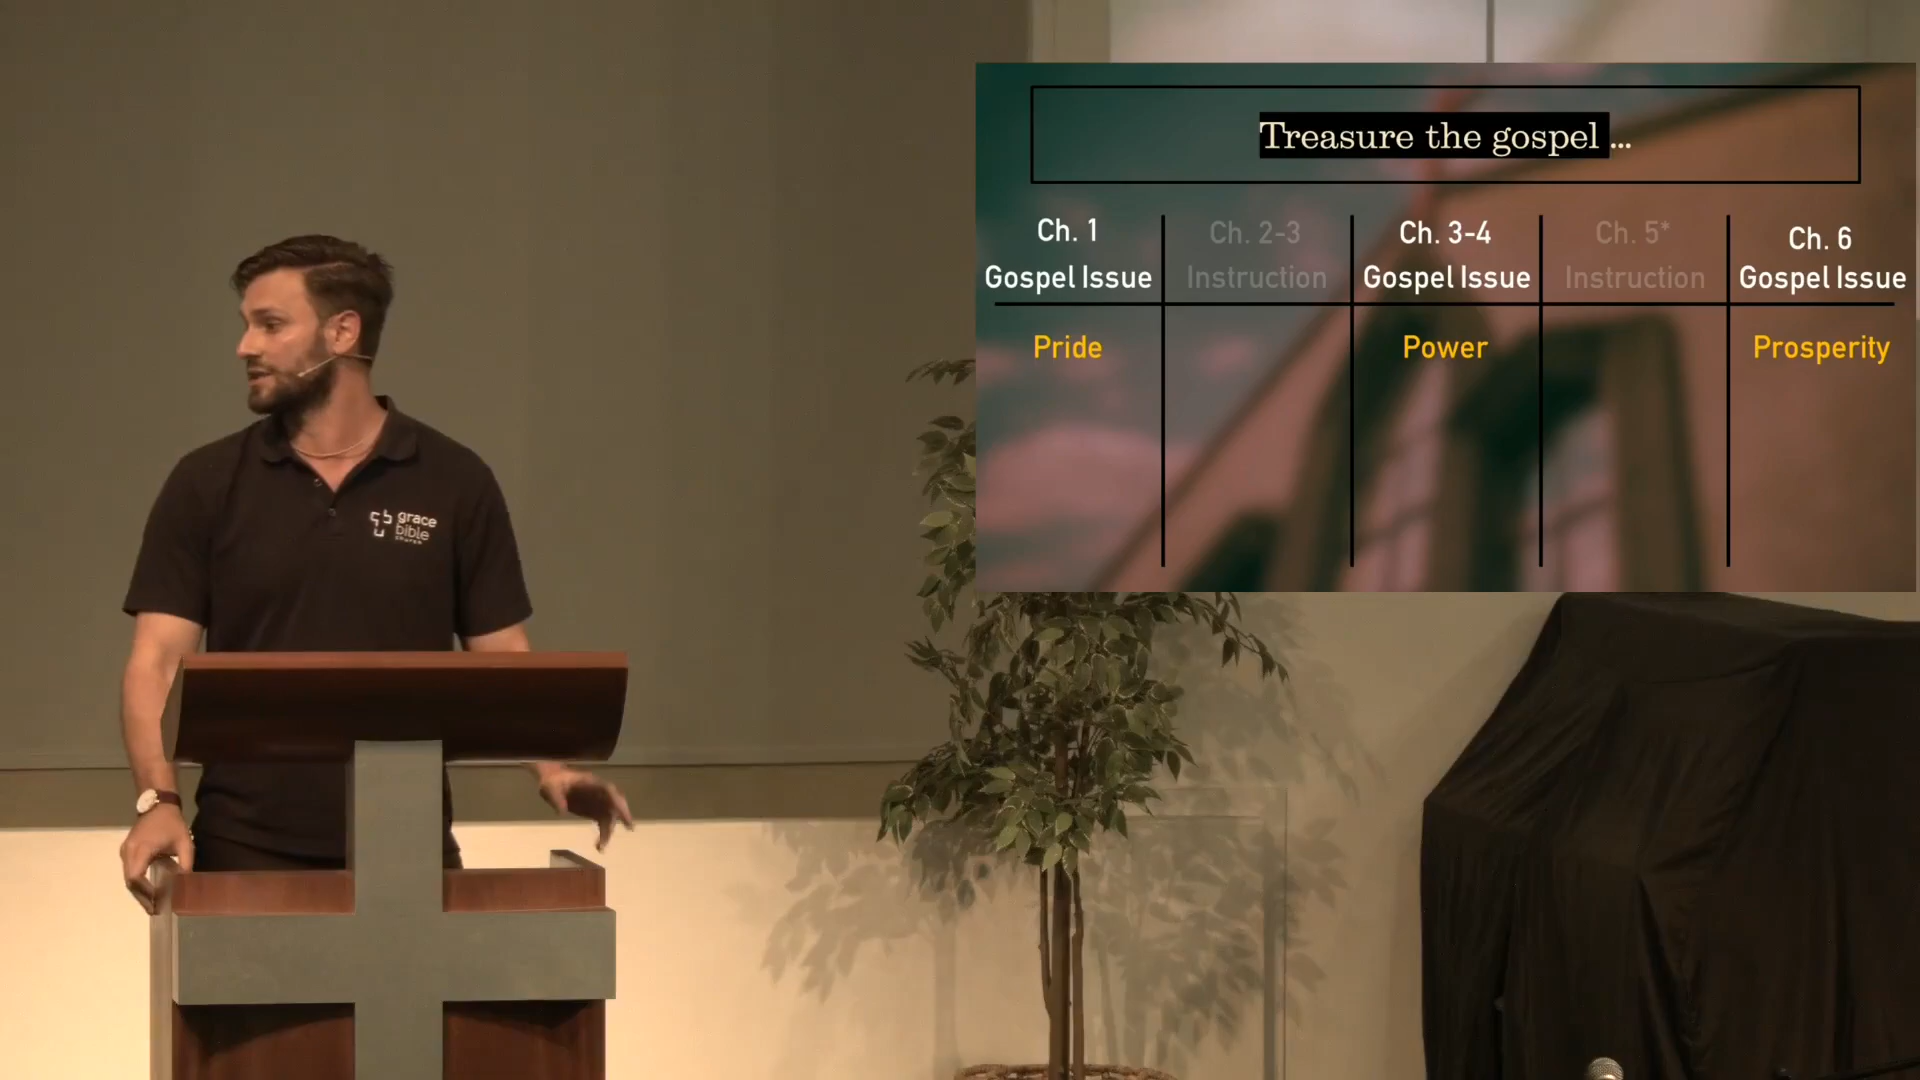 Treasure the gospel ...
Ch. 1
Gospel Issue
Pride
Ch. 2-3
Instruction
Ch. 3-4
Gospel Issue
Power
Ch. 5*
Instruction
Ch. 6
Gospel Issue
Prosperity
grace
bible
church